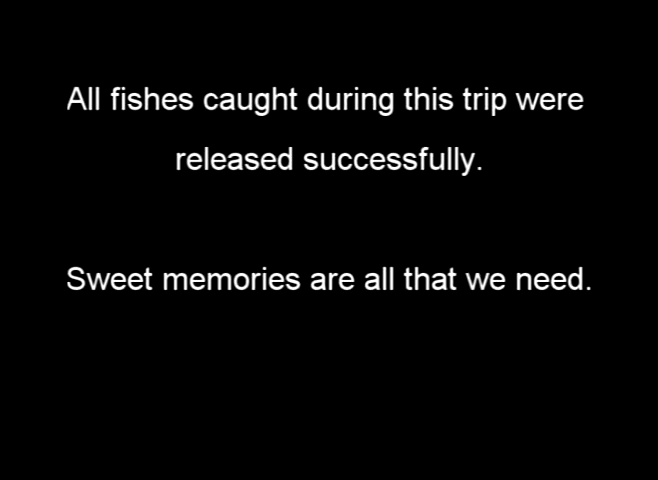 All fishes caught during this trip were
released successfully.
Sweet memories are all that we need.